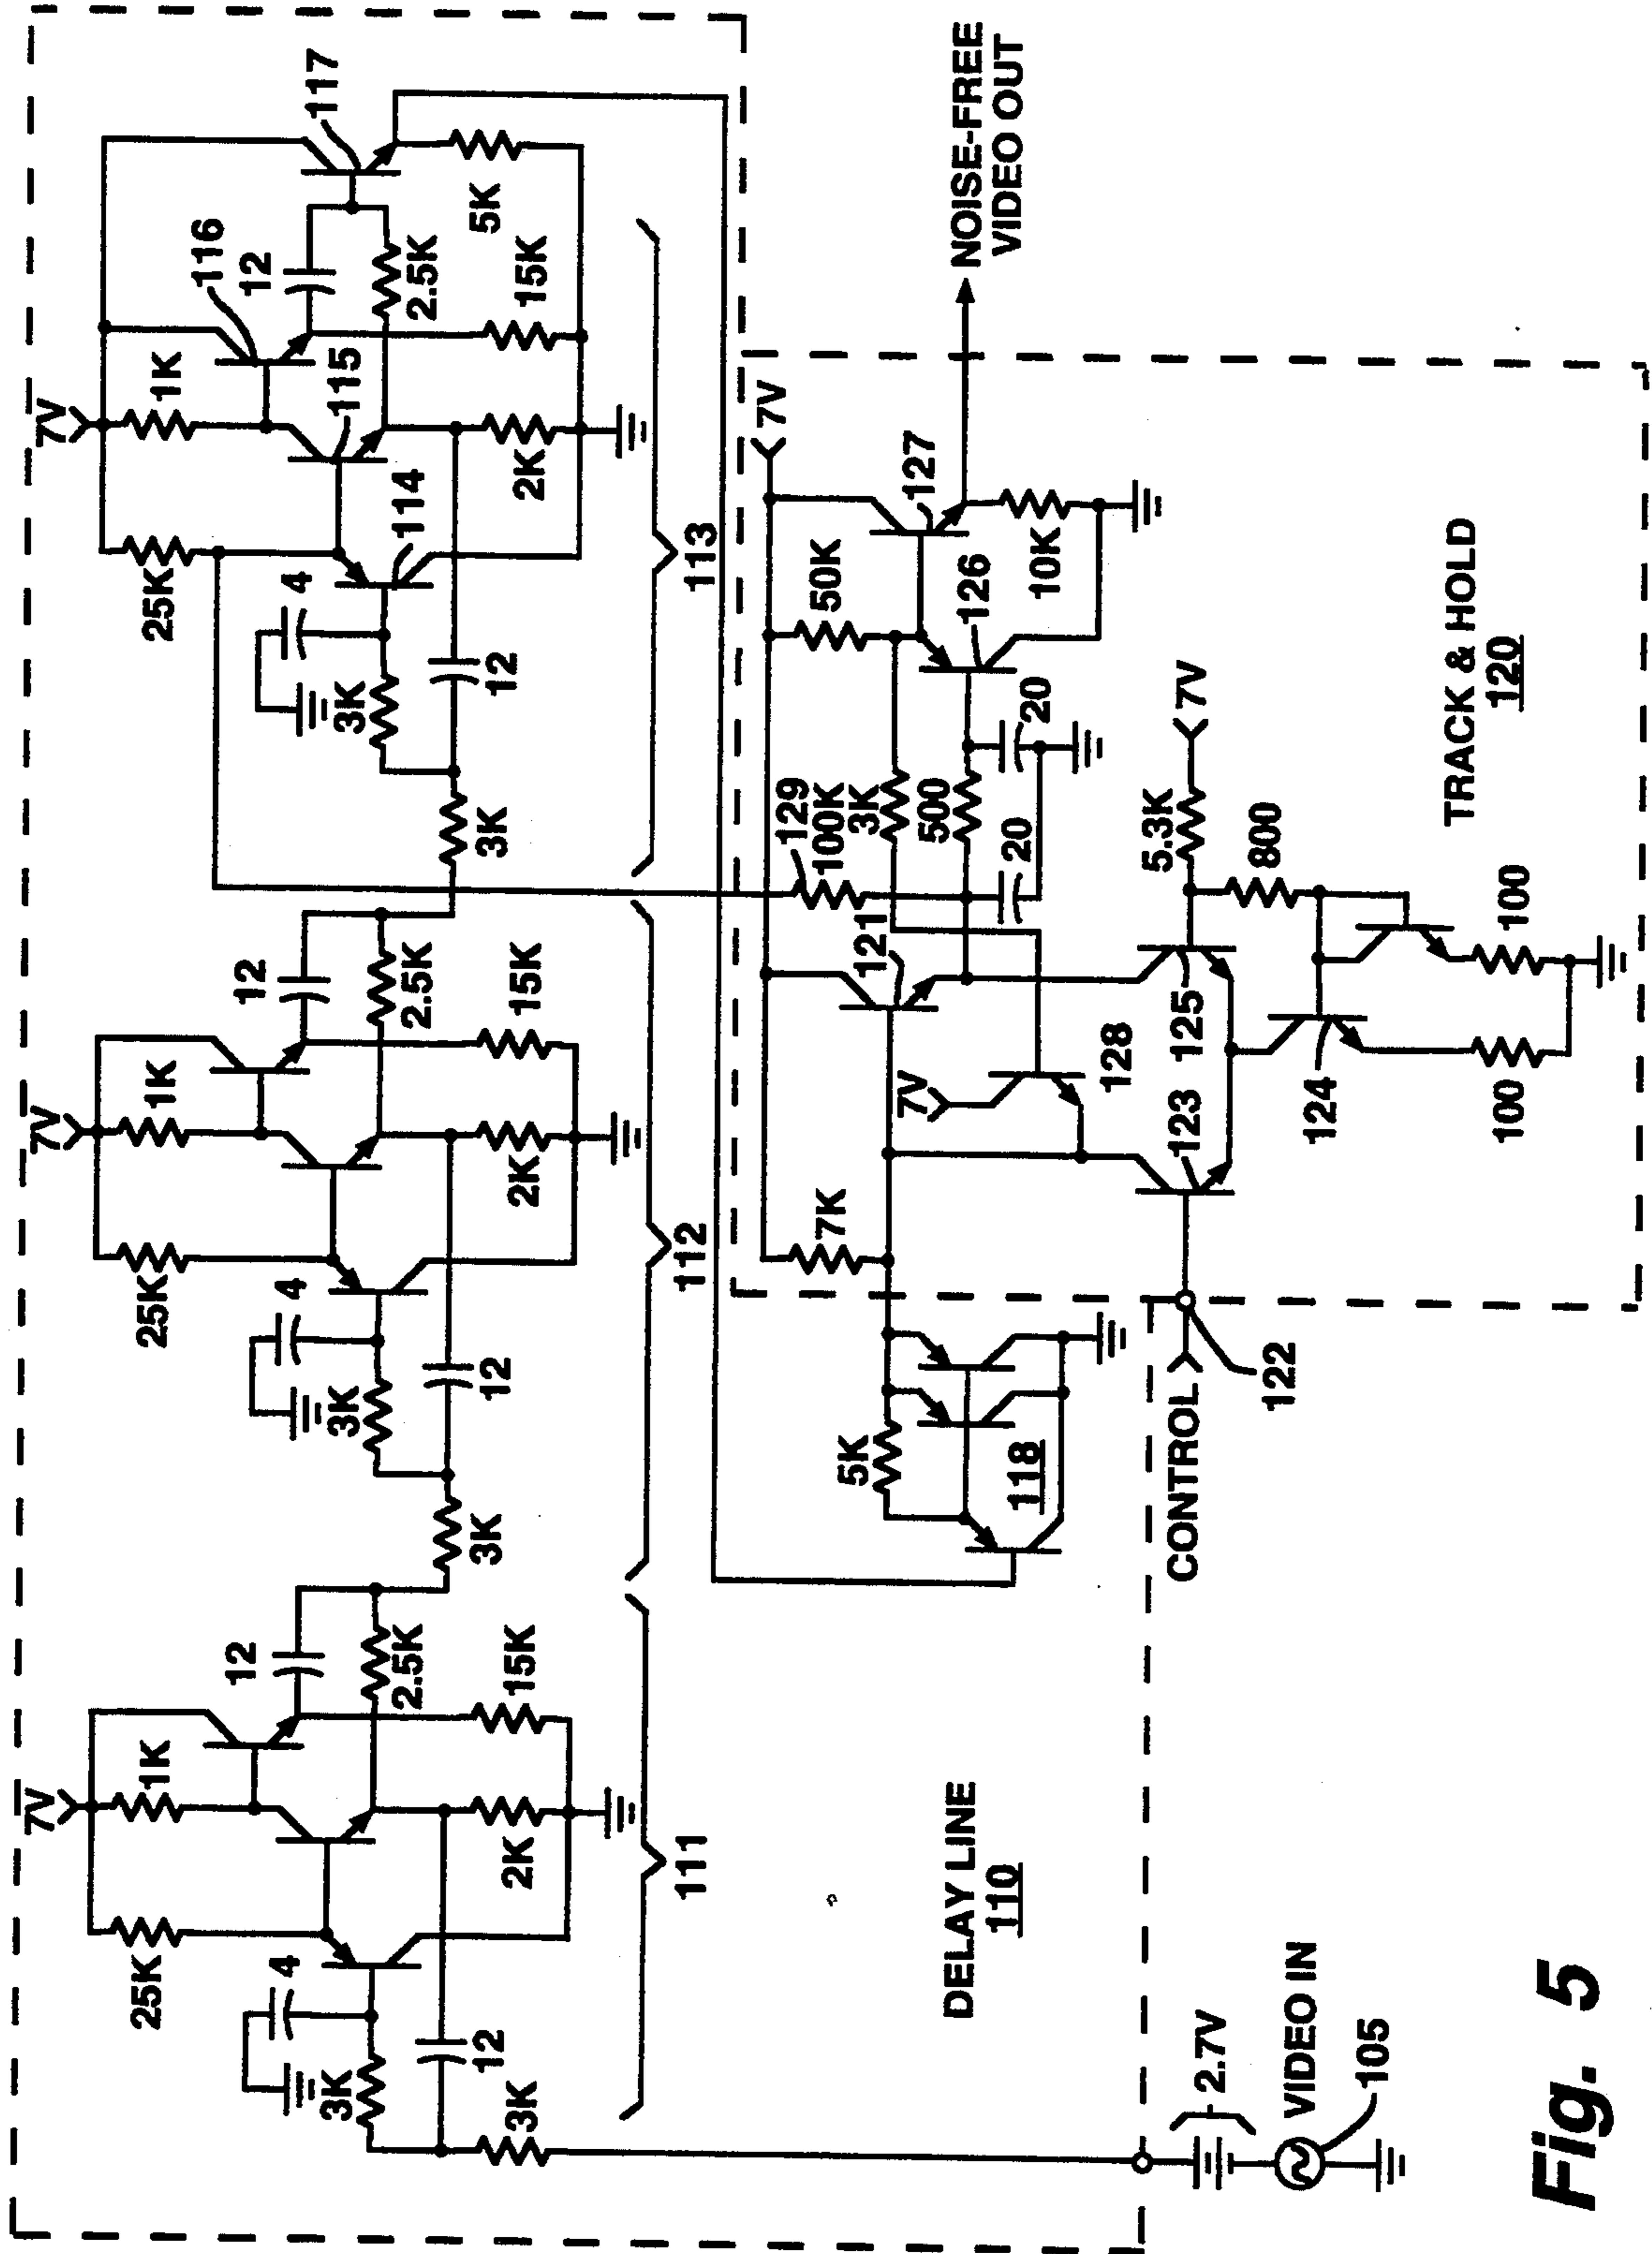 7V
25K
1K
12
4
3K
2.5K
12
15K
2K
3K
111
7V
25K
1K
12
4
3K
2.5K
12
15K
2K
3K
112
7V
25K
1K
116
12
117
4
115
3K
114
2.5K
12
5K
2K
15K
3K
113
5K
118
7K
7V
129
100K
50K
7V
121
3K
127
500
126
20
20
10K
7V
128
NOISE-FREE
VIDEO OUT
CONTROL
122
123
125
5.3K
7V
800
124
100
100
TRACK & HOLD
120
DELAY LINE
110
2.7V
VIDEO IN
105
Fig. 5